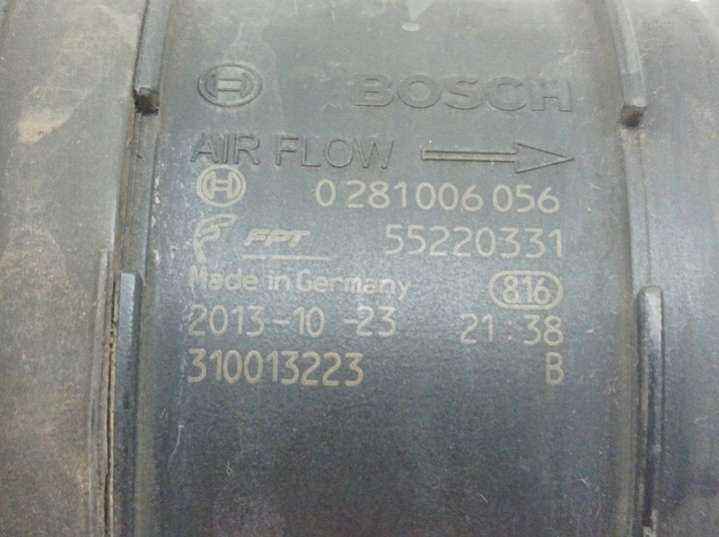 BOSCH
AIR FLOW
0 281 006 056
FPT 55220331
Made in Germany 816
2013-10-23 21:38
310013223 B